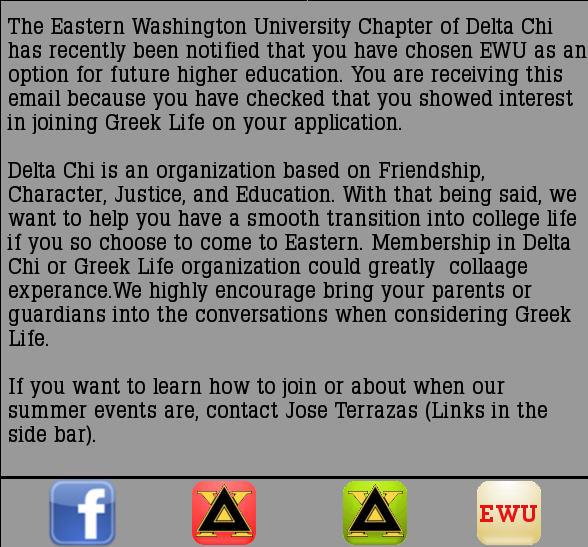 The Eastern Washington University Chapter of Delta Chi
has recently been notified that you have chosen EWU as an
option for future higher education. You are receiving this
email because you have checked that you showed interest
in joining Greek Life on your application.
Delta Chi is an organization based on Friendship,
Character, Justice, and Education. With that being said, we
want to help you have a smooth transition into college life
if you so choose to come to Eastern. Membership in Delta
Chi or Greek Life organization could greatly  collaage
experance.We highly encourage bring your parents or
guardians into the conversations when considering Greek
Life.
If you want to learn how to join or about when our
summer events are, contact Jose Terrazas (Links in the
side bar).
f ΔX ΔX EWU